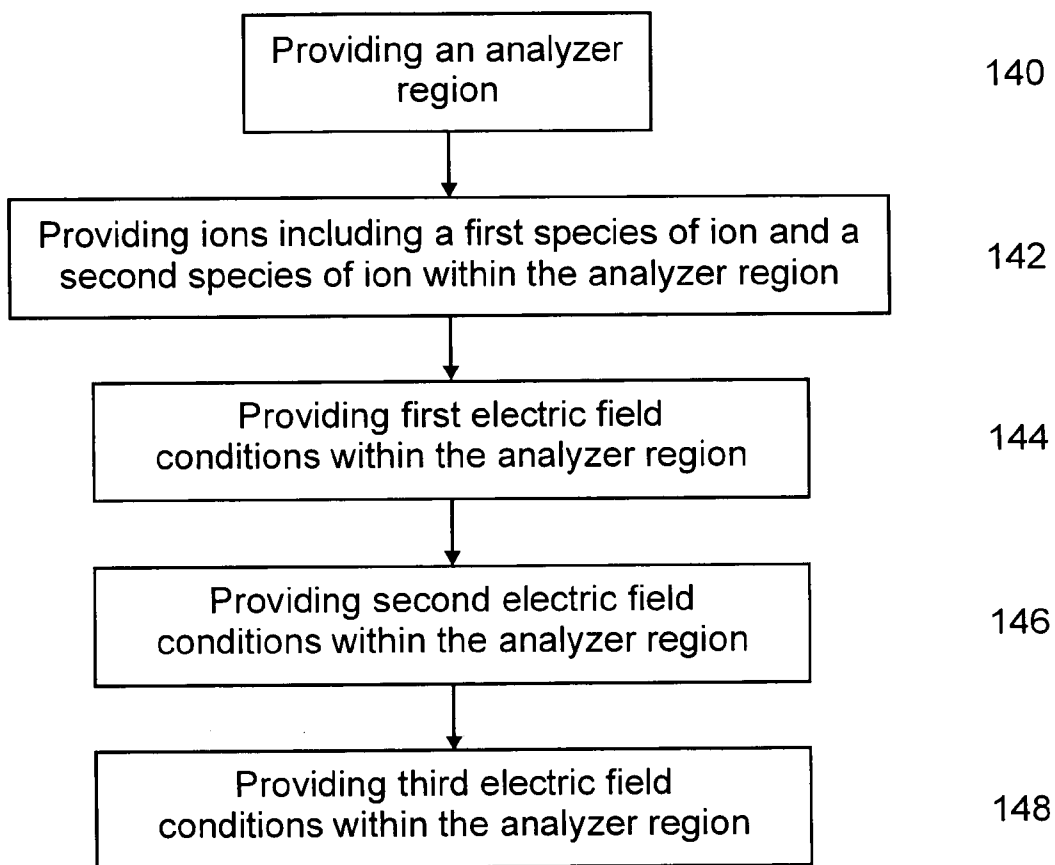 Providing an analyzer
region
140
Providing ions including a first species of ion and a
second species of ion within the analyzer region
142
Providing first electric field
conditions within the analyzer region
144
Providing second electric field
conditions within the analyzer region
146
Providing third electric field
conditions within the analyzer region
148